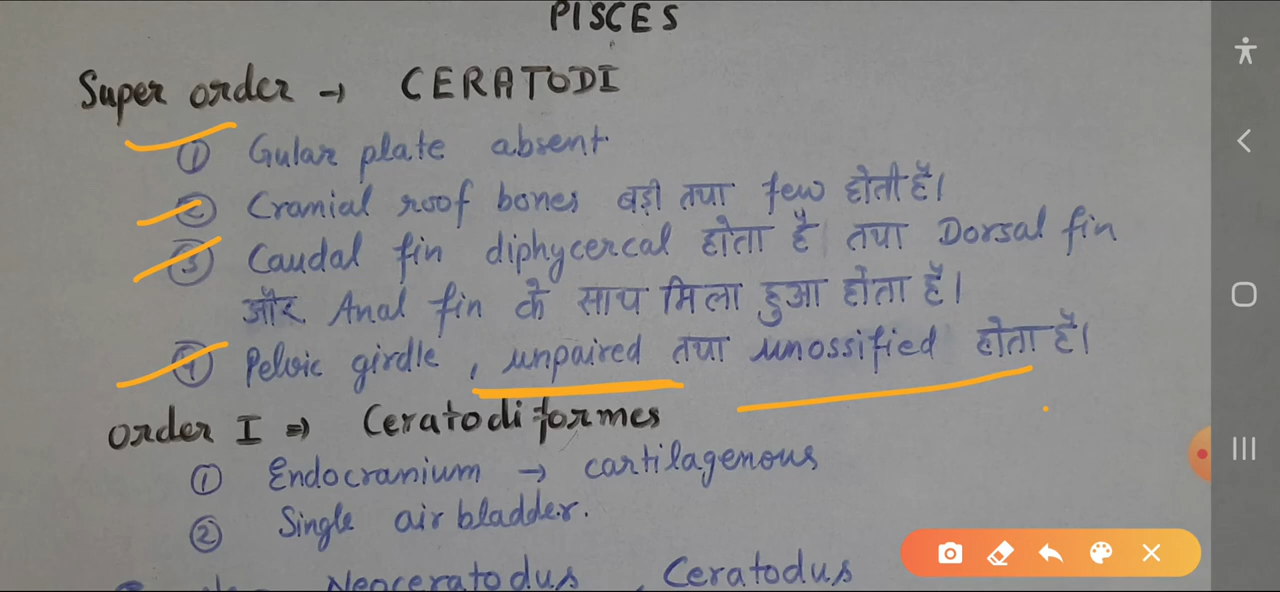 PISCES
Super order → CERATODI
① Gular plate absent
② Cranial roof bones बड़ी तथा few होती है।
③ Caudal fin diphycercal होता है तथा Dorsal fin
और Anal fin के साथ मिला हुआ होता है।
④ Pelvic girdle, unpaired तथा unossified होता है।
order I ⇒ Ceratodiformes
① Endocranium → cartilagenous
② Single air bladder.
Neoceratodus, Ceratodus